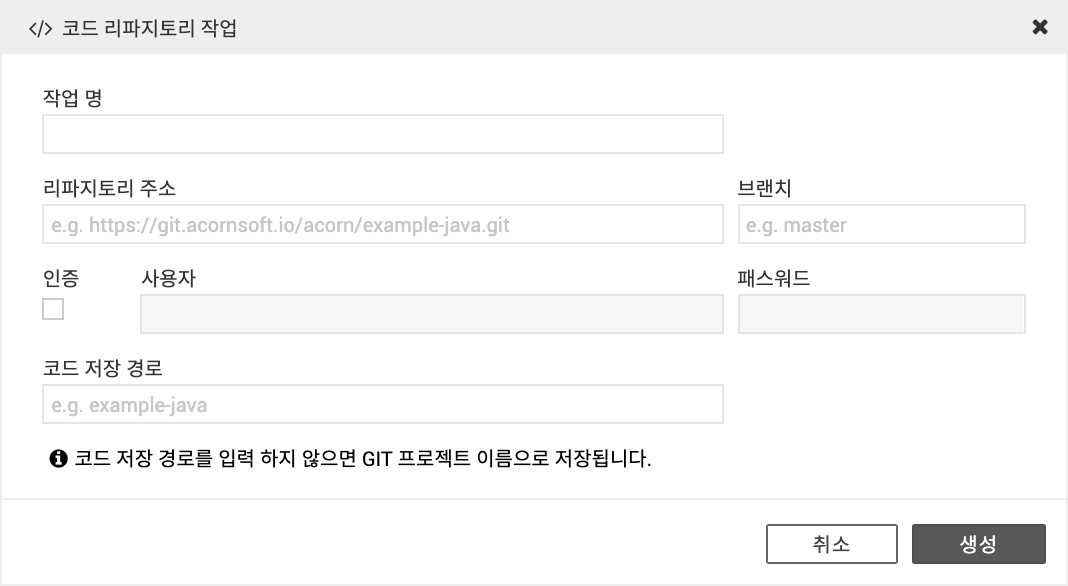 </> 코드 리파지토리 작업
작업 명
리파지토리 주소 브랜치
e.g. https://git.acornsoft.io/acorn/example-java.git e.g. master
인증 사용자 패스워드
코드 저장 경로
e.g. example-java
코드 저장 경로를 입력 하지 않으면 GIT 프로젝트 이름으로 저장됩니다.
취소 생성